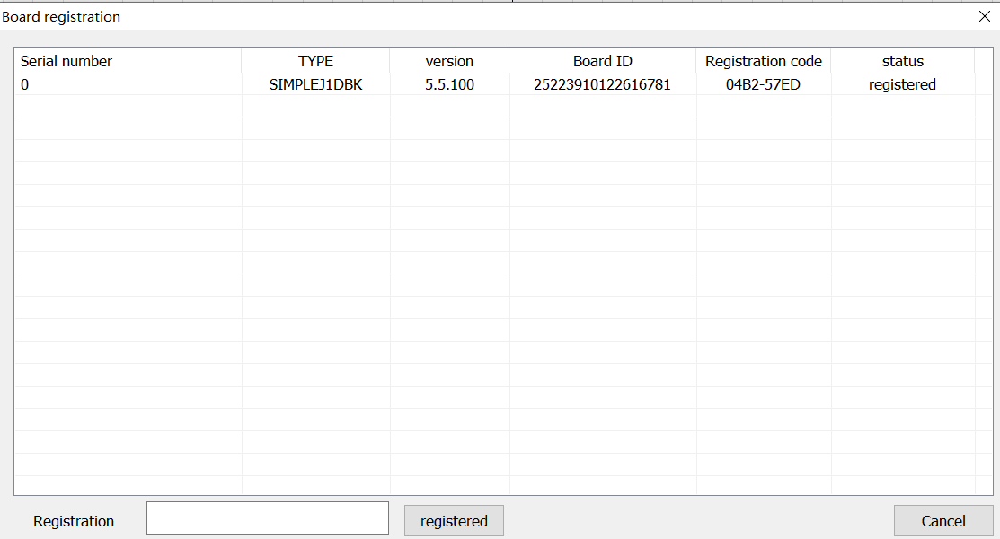 Board registration
Serial number TYPE version Board ID Registration code status
0 SIMPLEJ1DBK 5.5.100 25223910122616781 04B2-57ED registered
Registration registered Cancel